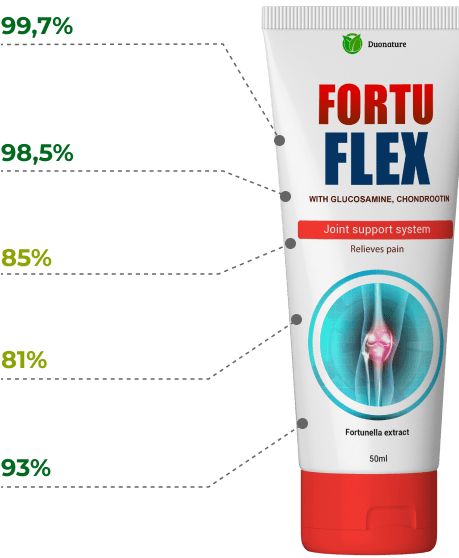 99,7%
98,5%
85%
81%
93%
Duonature
FORTU
FLEX
WITH GLUCOSAMINE, CHONDROOTIN
Joint support system
Relieves pain
Fortunella extract
50ml